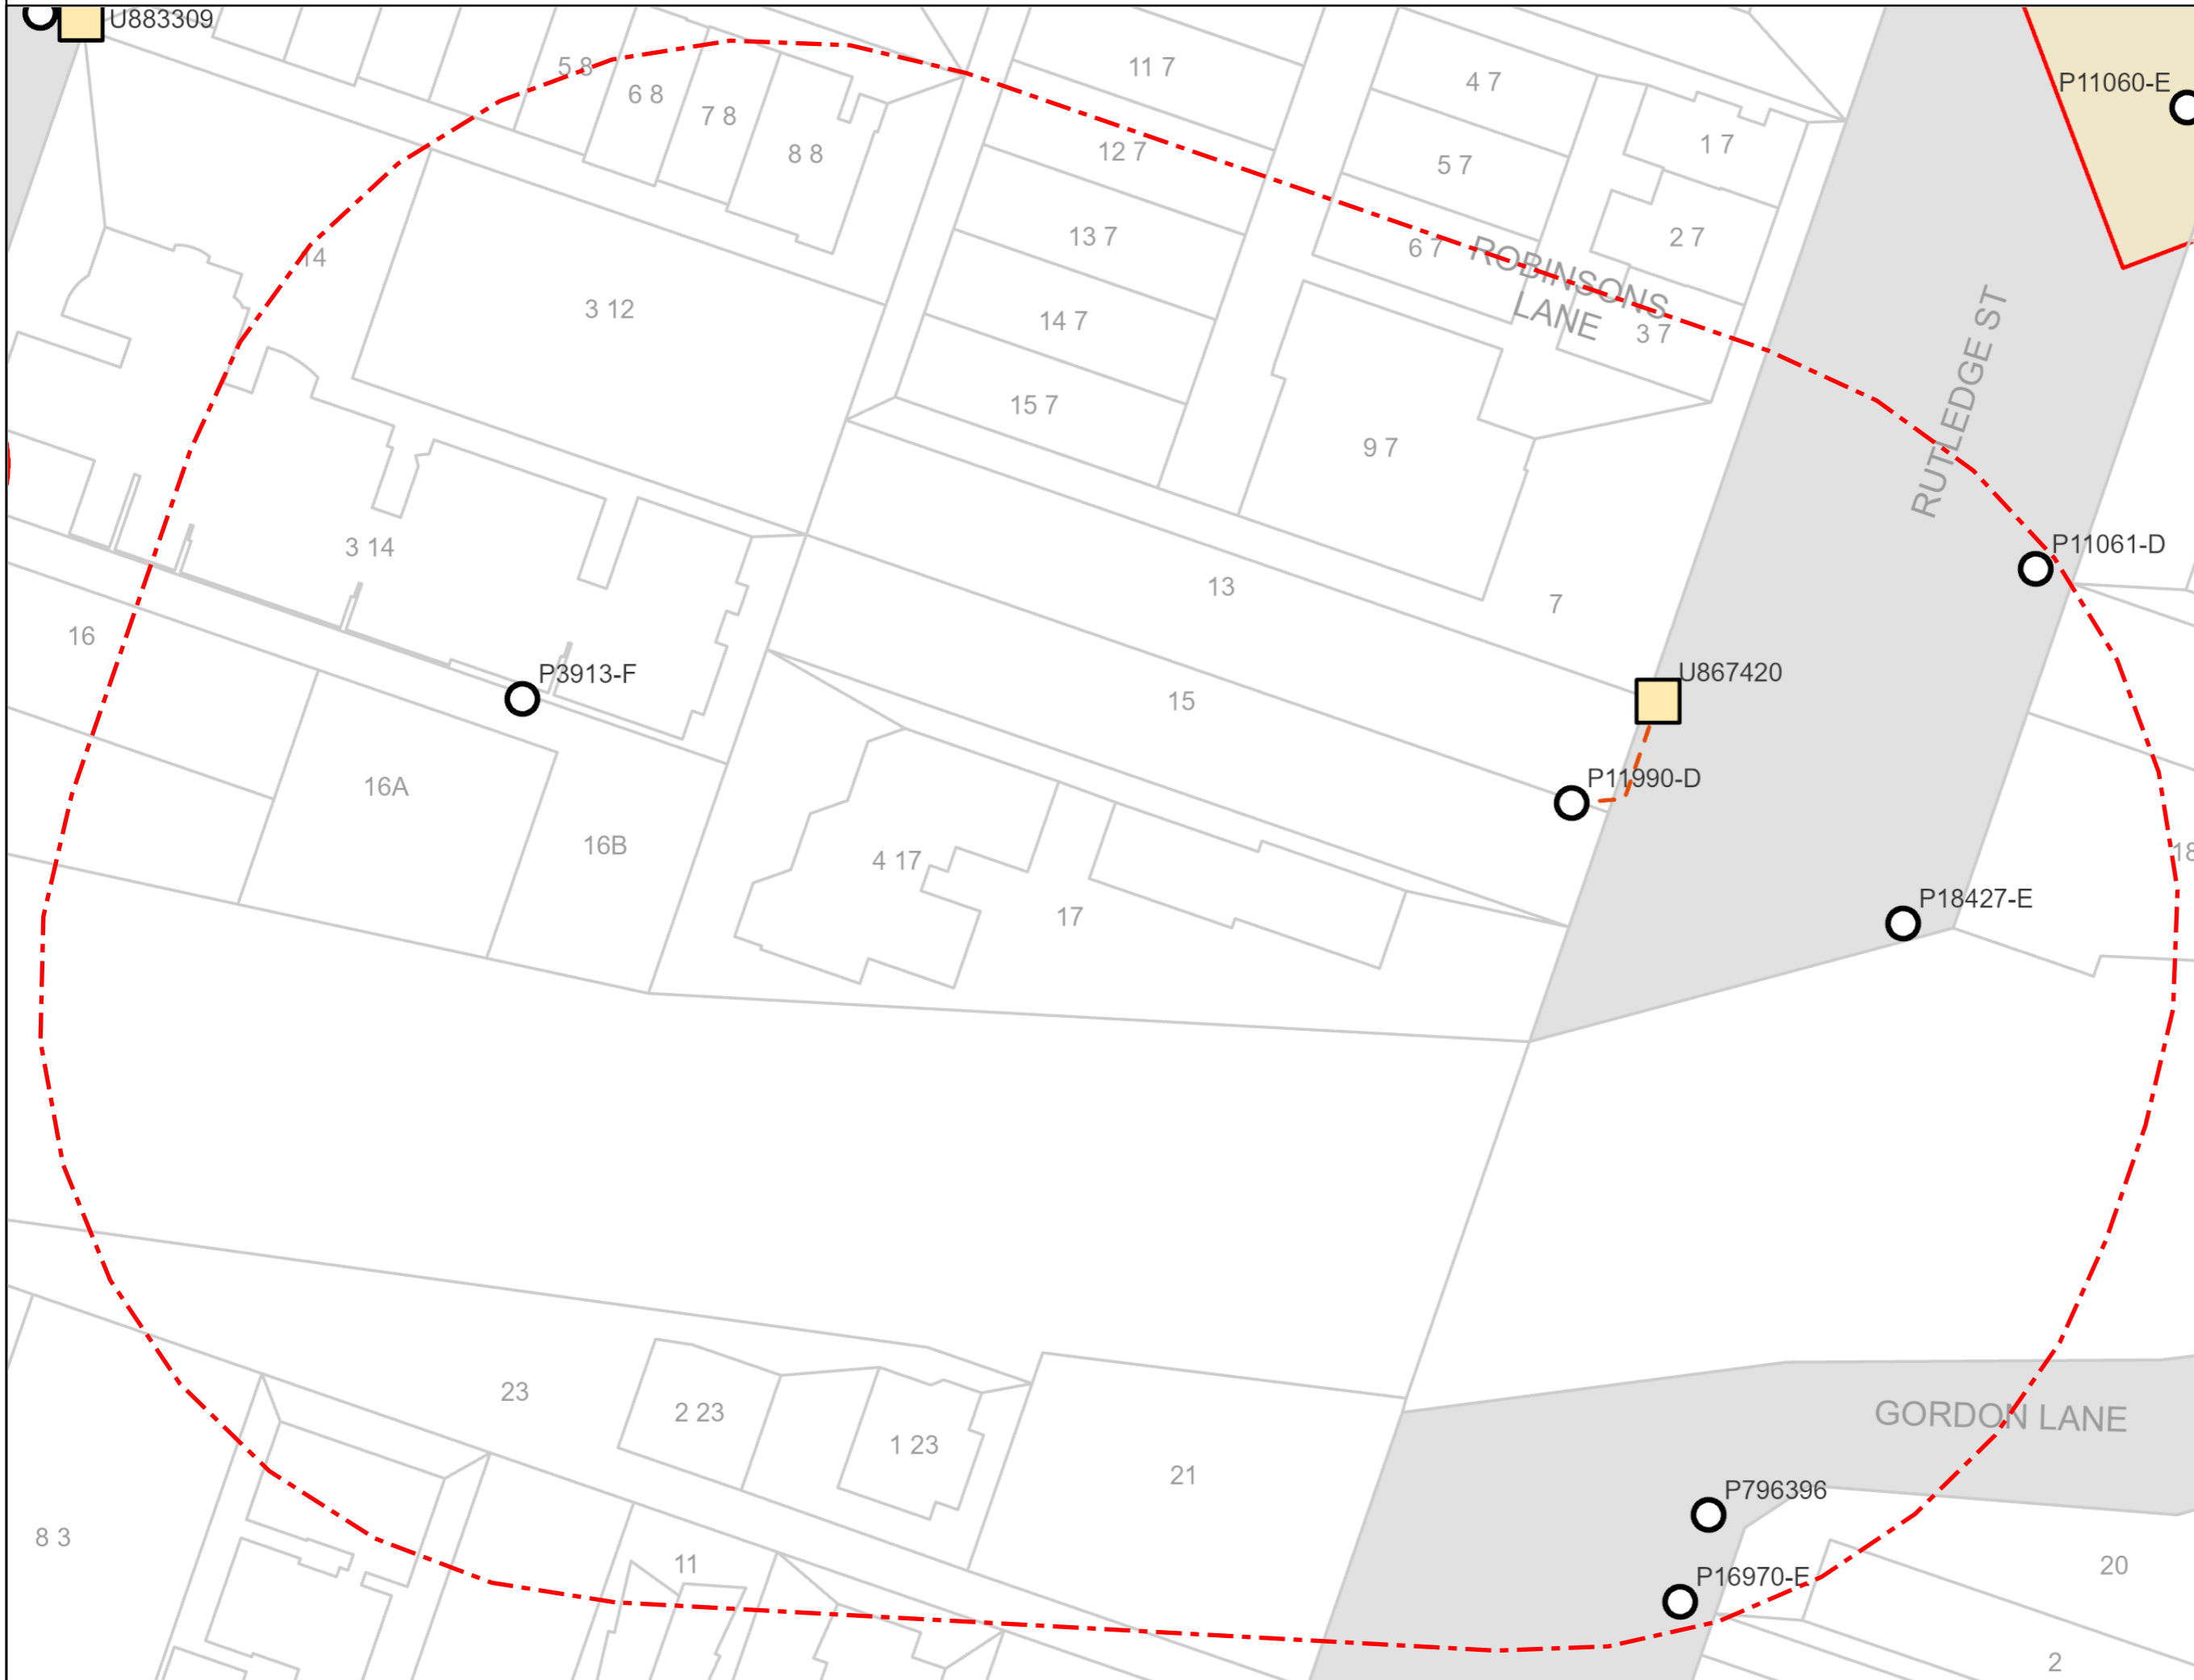 U883309
5 8
6 8
7 8
8 8
11 7
12 7
13 7
14 7
15 7
4 7
5 7
6 7
1 7
2 7
3 7
ROBINSONS
LANE
P11060-E
RUTLEDGE ST
14
3 12
9 7
3 14
P11061-D
13
7
16
P3913-F
15
U867420
P11990-D
16A
16B
4 17
17
P18427-E
18
23
2 23
1 23
21
GORDON LANE
P796396
P16970-E
8 3
11
20
2